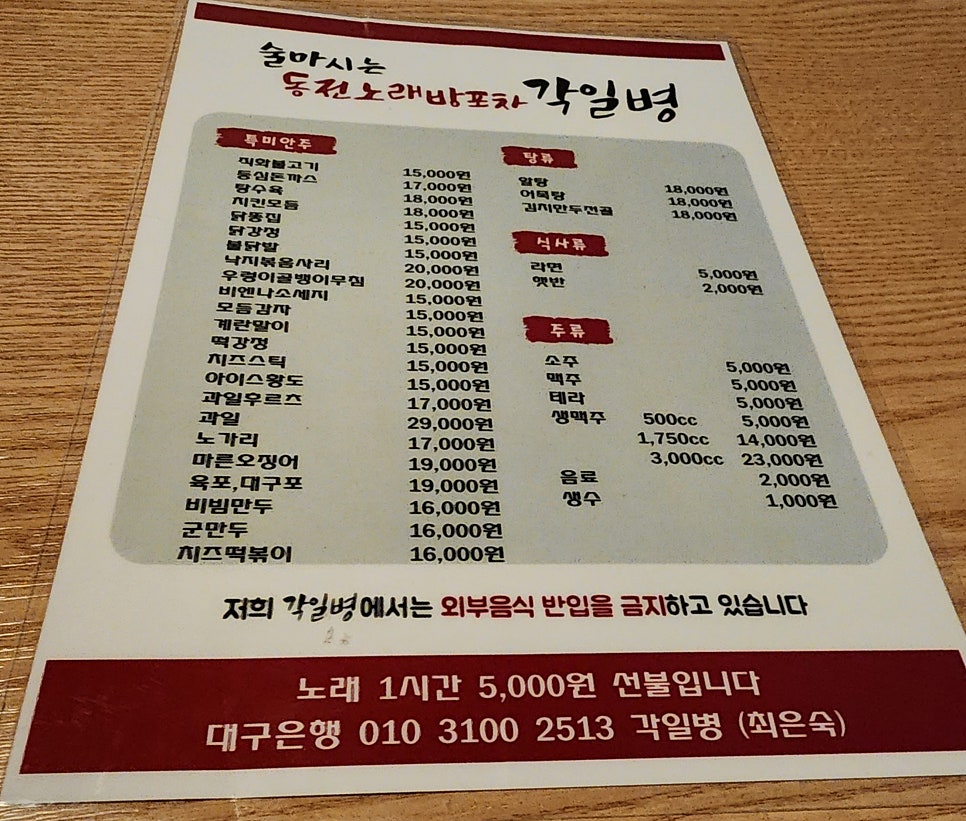 술마시는
동전노래방포차 각일병
특미안주
직화불고기 15,000원
등심돈까스 17,000원
탕수육 18,000원
치킨모듬 18,000원
닭똥집 15,000원
닭강정 15,000원
불닭발 15,000원
낙지볶음사리 20,000원
우렁이골뱅이무침 20,000원
비엔나소세지 15,000원
모듬감자 15,000원
계란말이 15,000원
떡강정 15,000원
치즈스틱 15,000원
아이스황도 15,000원
과일후르츠 17,000원
과일 29,000원
노가리 17,000원
마른오징어 19,000원
육포,대구포 19,000원
비빔만두 16,000원
군만두 16,000원
치즈떡볶이 16,000원
탕류
알탕 18,000원
어묵탕 18,000원
김치만두전골 18,000원
식사류
라면 5,000원
햇반 2,000원
주류
소주 5,000원
맥주 5,000원
테라 5,000원
생맥주 500cc 5,000원
1,750cc 14,000원
3,000cc 23,000원
음료 2,000원
생수 1,000원
저희 각일병에서는 외부음식 반입을 금지하고 있습니다
노래 1시간 5,000원 선불입니다
대구은행 010 3100 2513 각일병 (최은숙)